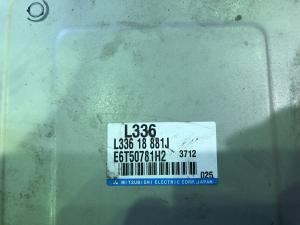 L336
L336 18 881J
E6T50781H2 3712
025
MITSUBISHI ELECTRIC CORP. JAPAN